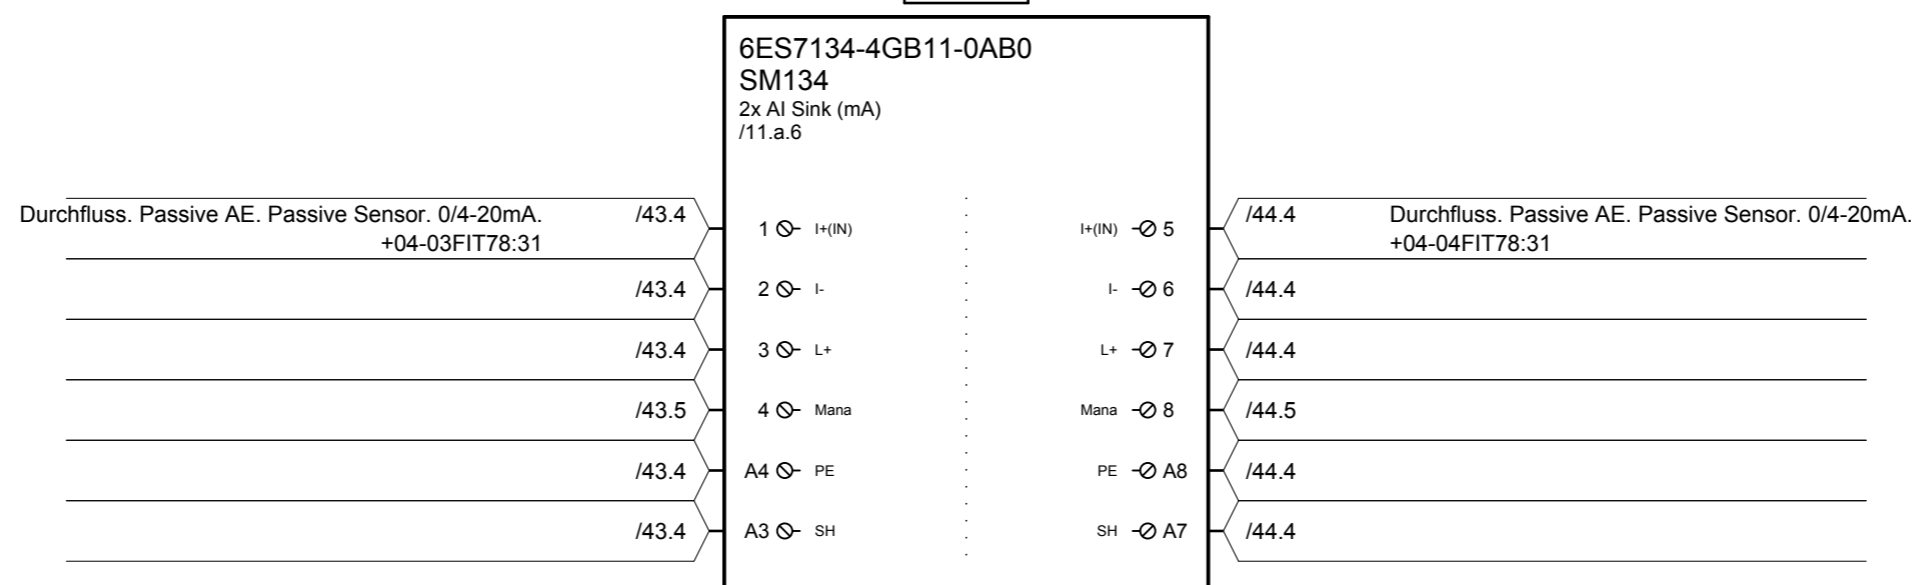 6ES7134-4GB11-0AB0
SM134
2x AI Sink (mA)
/11.a.6
Durchfluss. Passive AE. Passive Sensor. 0/4-20mA. /43.4 1 I+(IN) I+(IN) 5 /44.4 Durchfluss. Passive AE. Passive Sensor. 0/4-20mA.
+04-03FIT78:31 +04-04FIT78:31
/43.4 2 I- I- 6 /44.4
/43.4 3 L+ L+ 7 /44.4
/43.5 4 Mana Mana 8 /44.5
/43.4 A4 PE PE A8 /44.4
/43.4 A3 SH SH A7 /44.4